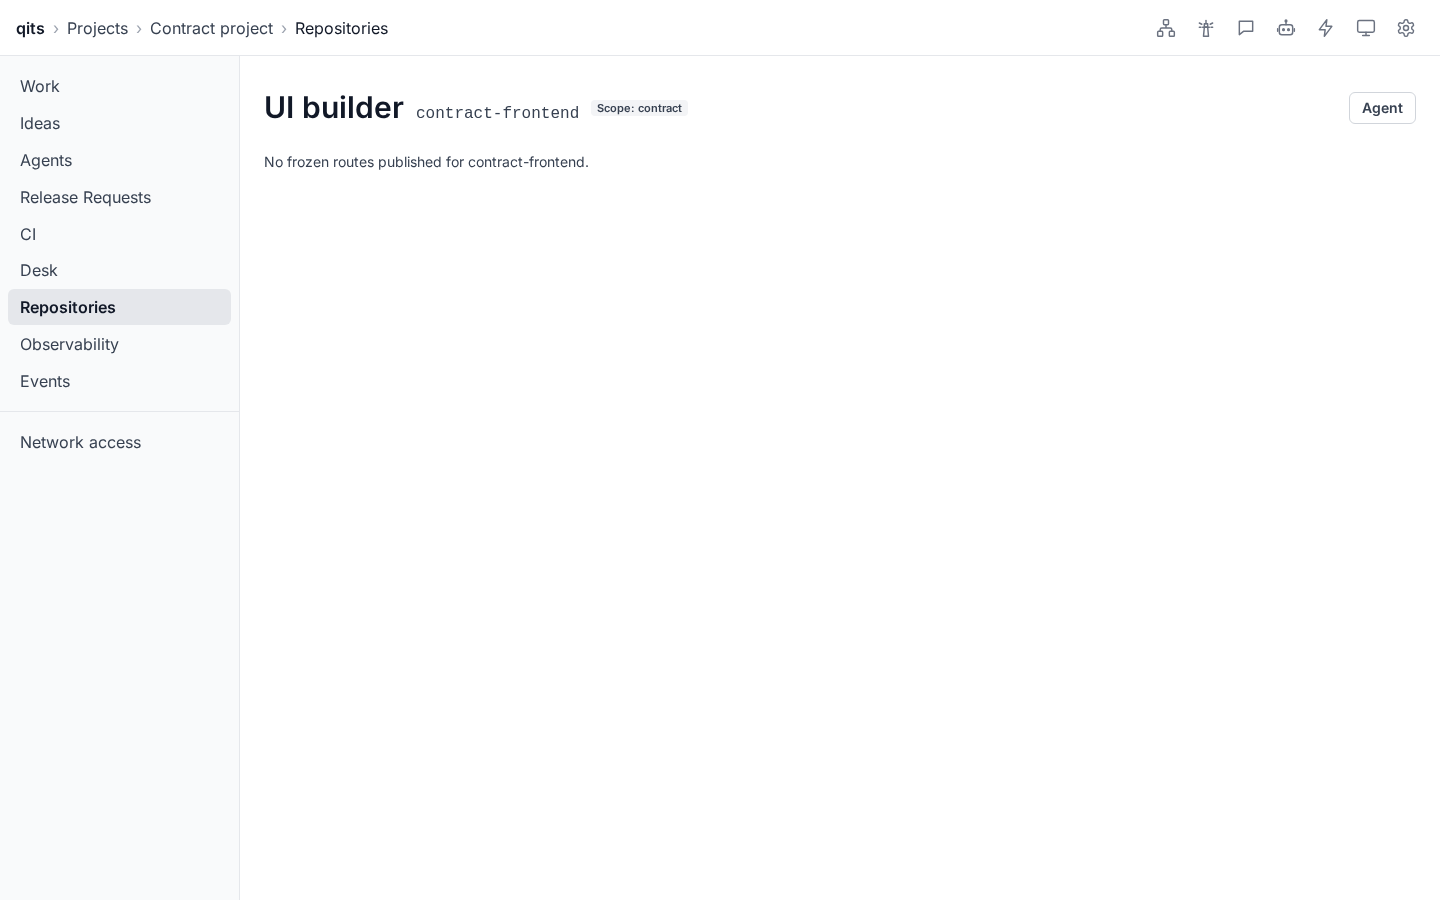 qits › Projects › Contract project › Repositories
Work
Ideas
Agents
Release Requests
CI
Desk
Repositories
Observability
Events
Network access
UI builder contract-frontend Scope: contract
Agent
No frozen routes published for contract-frontend.